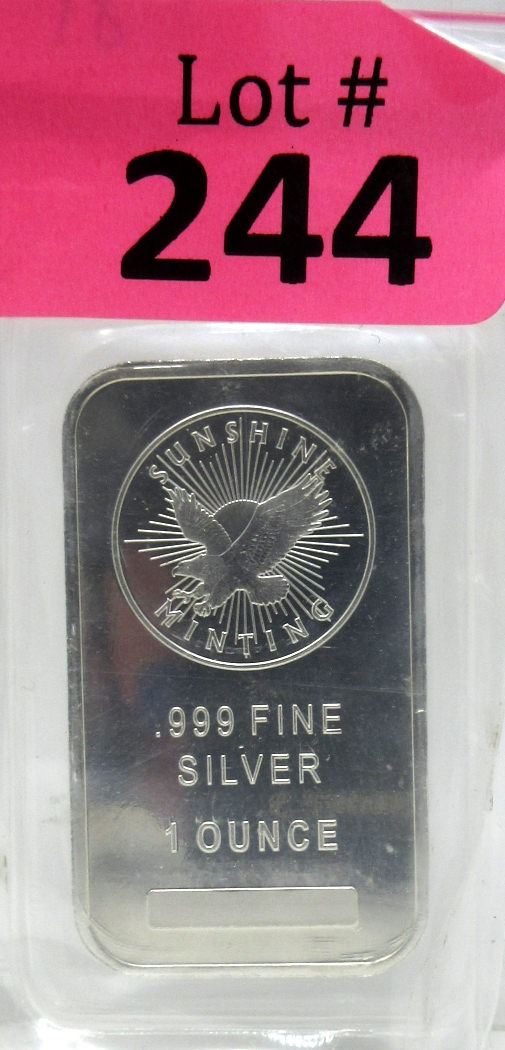 Lot #
244
SUNSHINE
MINTING
.999 FINE
SILVER
1 OUNCE